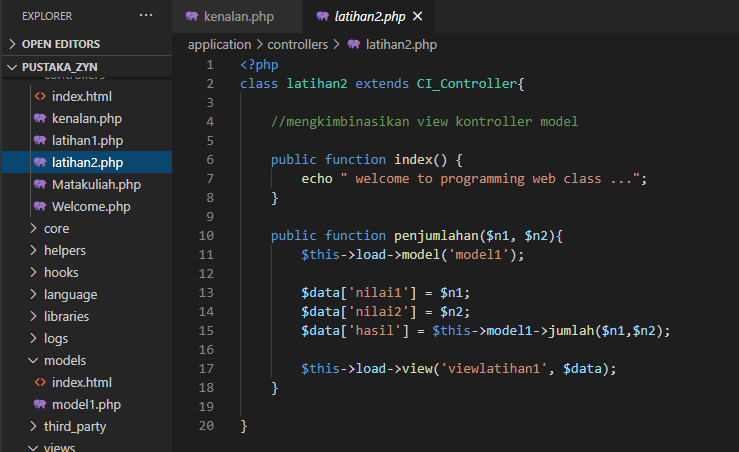 EXPLORER ···
OPEN EDITORS
PUSTAKA_ZYN
controllers
index.html
kenalan.php
latihan1.php
latihan2.php
Matakuliah.php
Welcome.php
core
helpers
hooks
language
libraries
logs
models
index.html
model1.php
third_party
views
kenalan.php latihan2.php
application > controllers > latihan2.php
1 <?php
2 class latihan2 extends CI_Controller{
3
4 //mengkimbinasikan view kontroller model
5
6 public function index() {
7 echo " welcome to programming web class ...";
8 }
9
10 public function penjumlahan($n1, $n2){
11 $this->load->model('model1');
12
13 $data['nilai1'] = $n1;
14 $data['nilai2'] = $n2;
15 $data['hasil'] = $this->model1->jumlah($n1,$n2);
16
17 $this->load->view('viewlatihan1', $data);
18 }
19
20 }